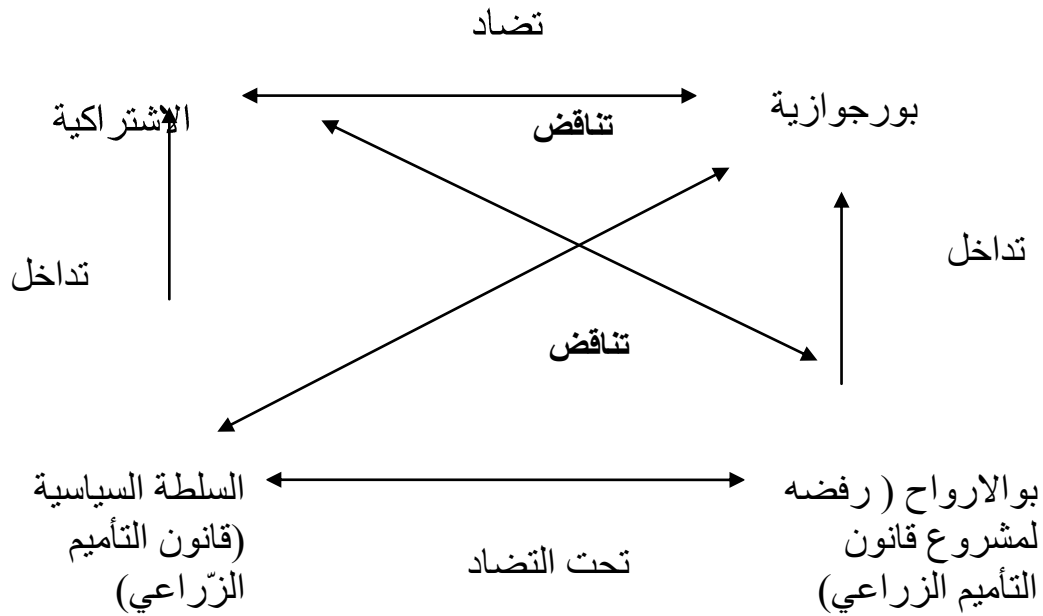 تضاد
بورجوازية
الاشتراكية
تناقض
تداخل
تداخل
تناقض
بوالارواح ( رفضه
لمشروع قانون
التأميم الزراعي)
السلطة السياسية
(قانون التأميم
الزّراعي)
تحت التضاد